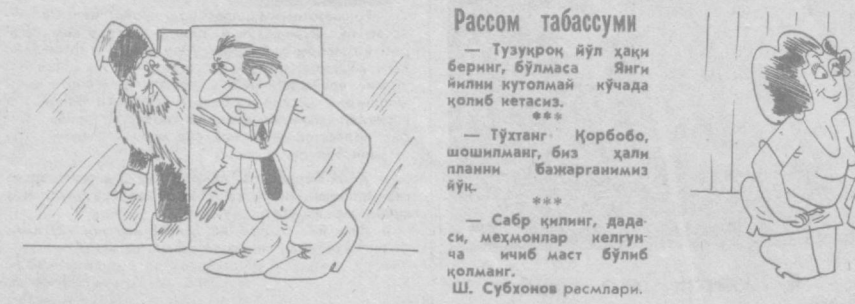 Рассом табассуми
— Тузукроқ йўл ҳақи
беринг, бўлмаса Янги
йилни кутолмай кўчада
қолиб кетасиз.
***
— Тўхтанг Қорбобо,
шошилманг, биз ҳали
планни бажарганимиз
йўқ.
***
— Сабр қилинг, дада-
си, меҳмонлар келгун-
ча ичиб маст бўлиб
қолманг.
Ш. Субхонов расмлари.